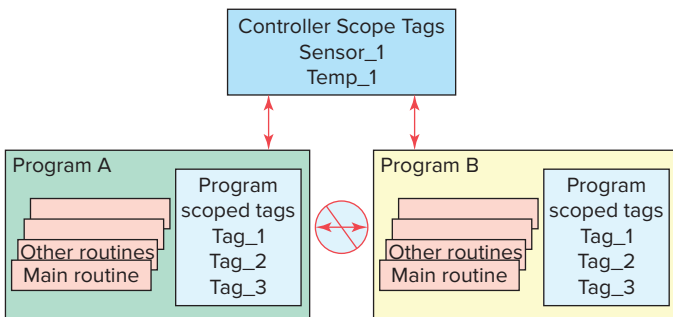 Controller Scope Tags
Sensor_1
Temp_1
Program A
Program
scoped tags
Tag_1
Tag_2
Tag_3
Other routines
Main routine
Program B
Program
scoped tags
Tag_1
Tag_2
Tag_3
Other routines
Main routine